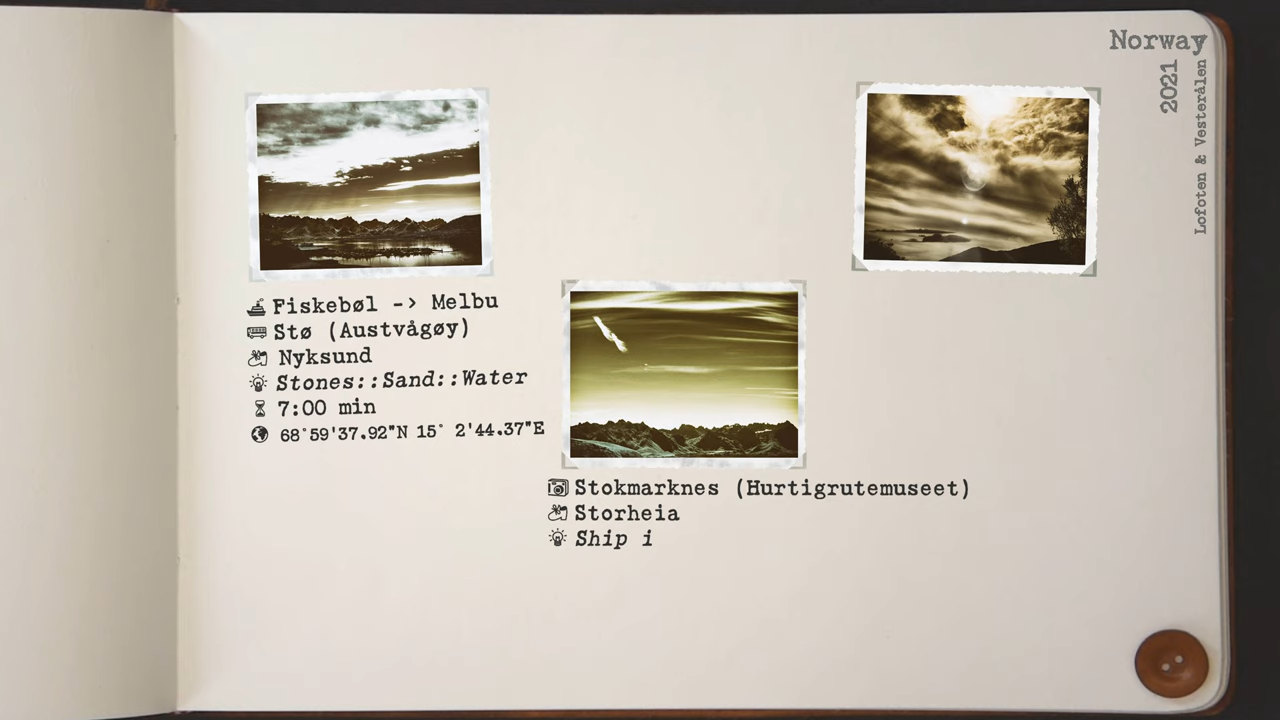 Norway
2021
Lofoten & Vesterålen
Fiskebøl -> Melbu
Stø (Austvågøy)
Nyksund
Stones::Sand::Water
7:00 min
68°59'37.92"N 15° 2'44.37"E
Stokmarknes (Hurtigrutemuseet)
Storheia
Ship i